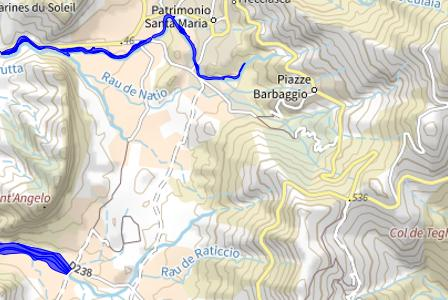 arines du Soleil
Patrimonio
Santa Maria
.46
Rau de Natio
Piazze
Barbaggio
536
nt'Angelo
Col de Tegh
D238
Rau de Raticcio